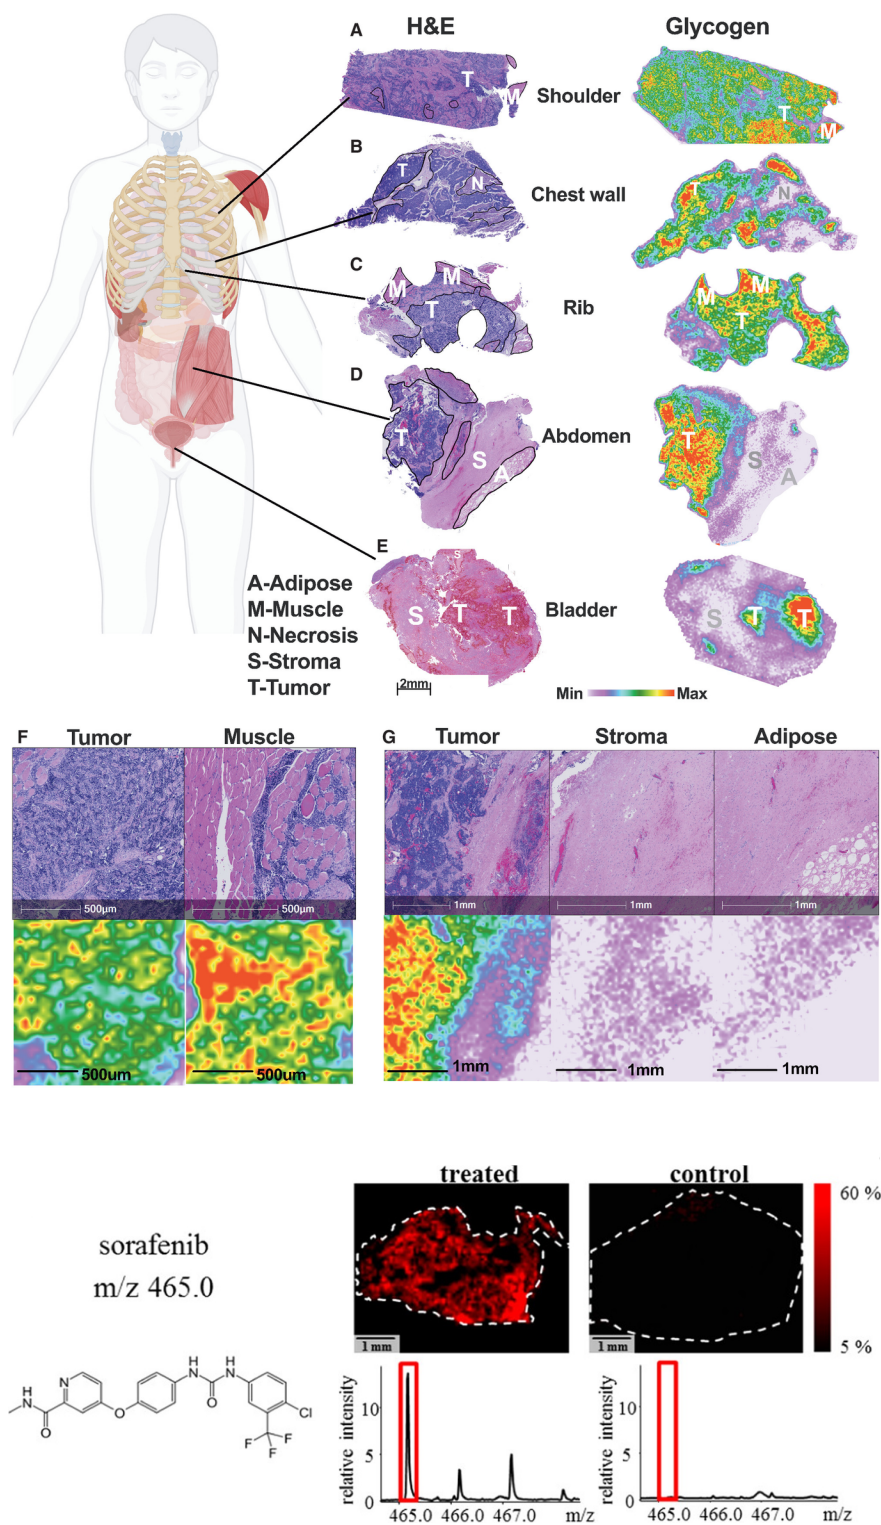 H&E
Glycogen
A
T
M
Shoulder
T
M
B
T
N
Chest wall
T
N
C
M
M
T
Rib
M
M
T
D
T
S
A
Abdomen
T
S
A
E
S
S
T
T
Bladder
S
T
T
A-Adipose
M-Muscle
N-Necrosis
S-Stroma
T-Tumor
2mm
Min
Max
F
Tumor
Muscle
500µm
500µm
500um
500um
G
Tumor
Stroma
Adipose
1mm
1mm
1mm
1mm
1mm
1mm
sorafenib
m/z 465.0
H
N
O
N
O
H
N
O
H
N
Cl
F
F
F
treated
control
60 %
5 %
1 mm
1 mm
relative intensity
10
5
0
465.0 466.0 467.0 m/z
relative intensity
10
5
0
465.0 466.0 467.0 m/z